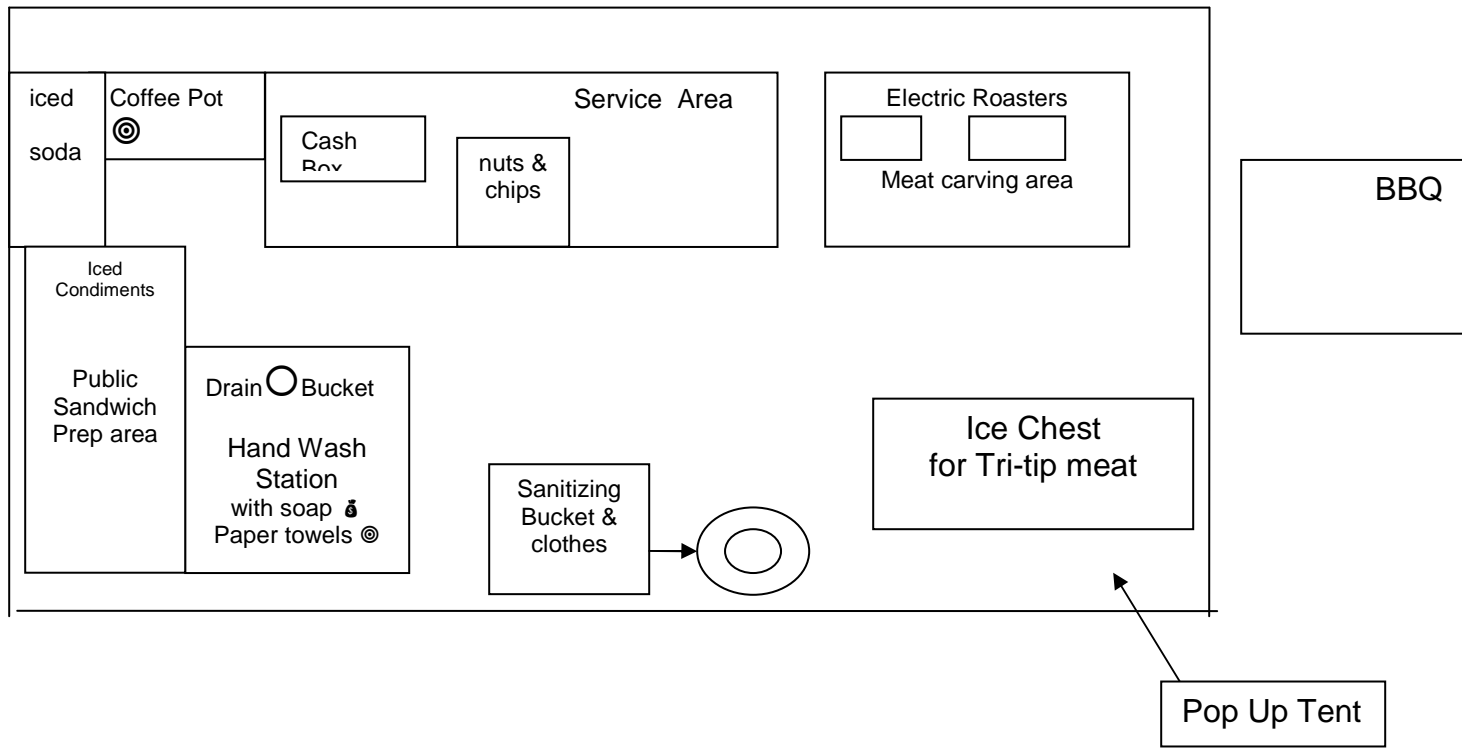 iced
soda
Coffee Pot
Service Area
Cash
Box
nuts &
chips
Electric Roasters
Meat carving area
BBQ
Iced
Condiments
Public
Sandwich
Prep area
Drain Bucket
Hand Wash
Station
with soap
Paper towels
Sanitizing
Bucket &
clothes
Ice Chest
for Tri-tip meat
Pop Up Tent